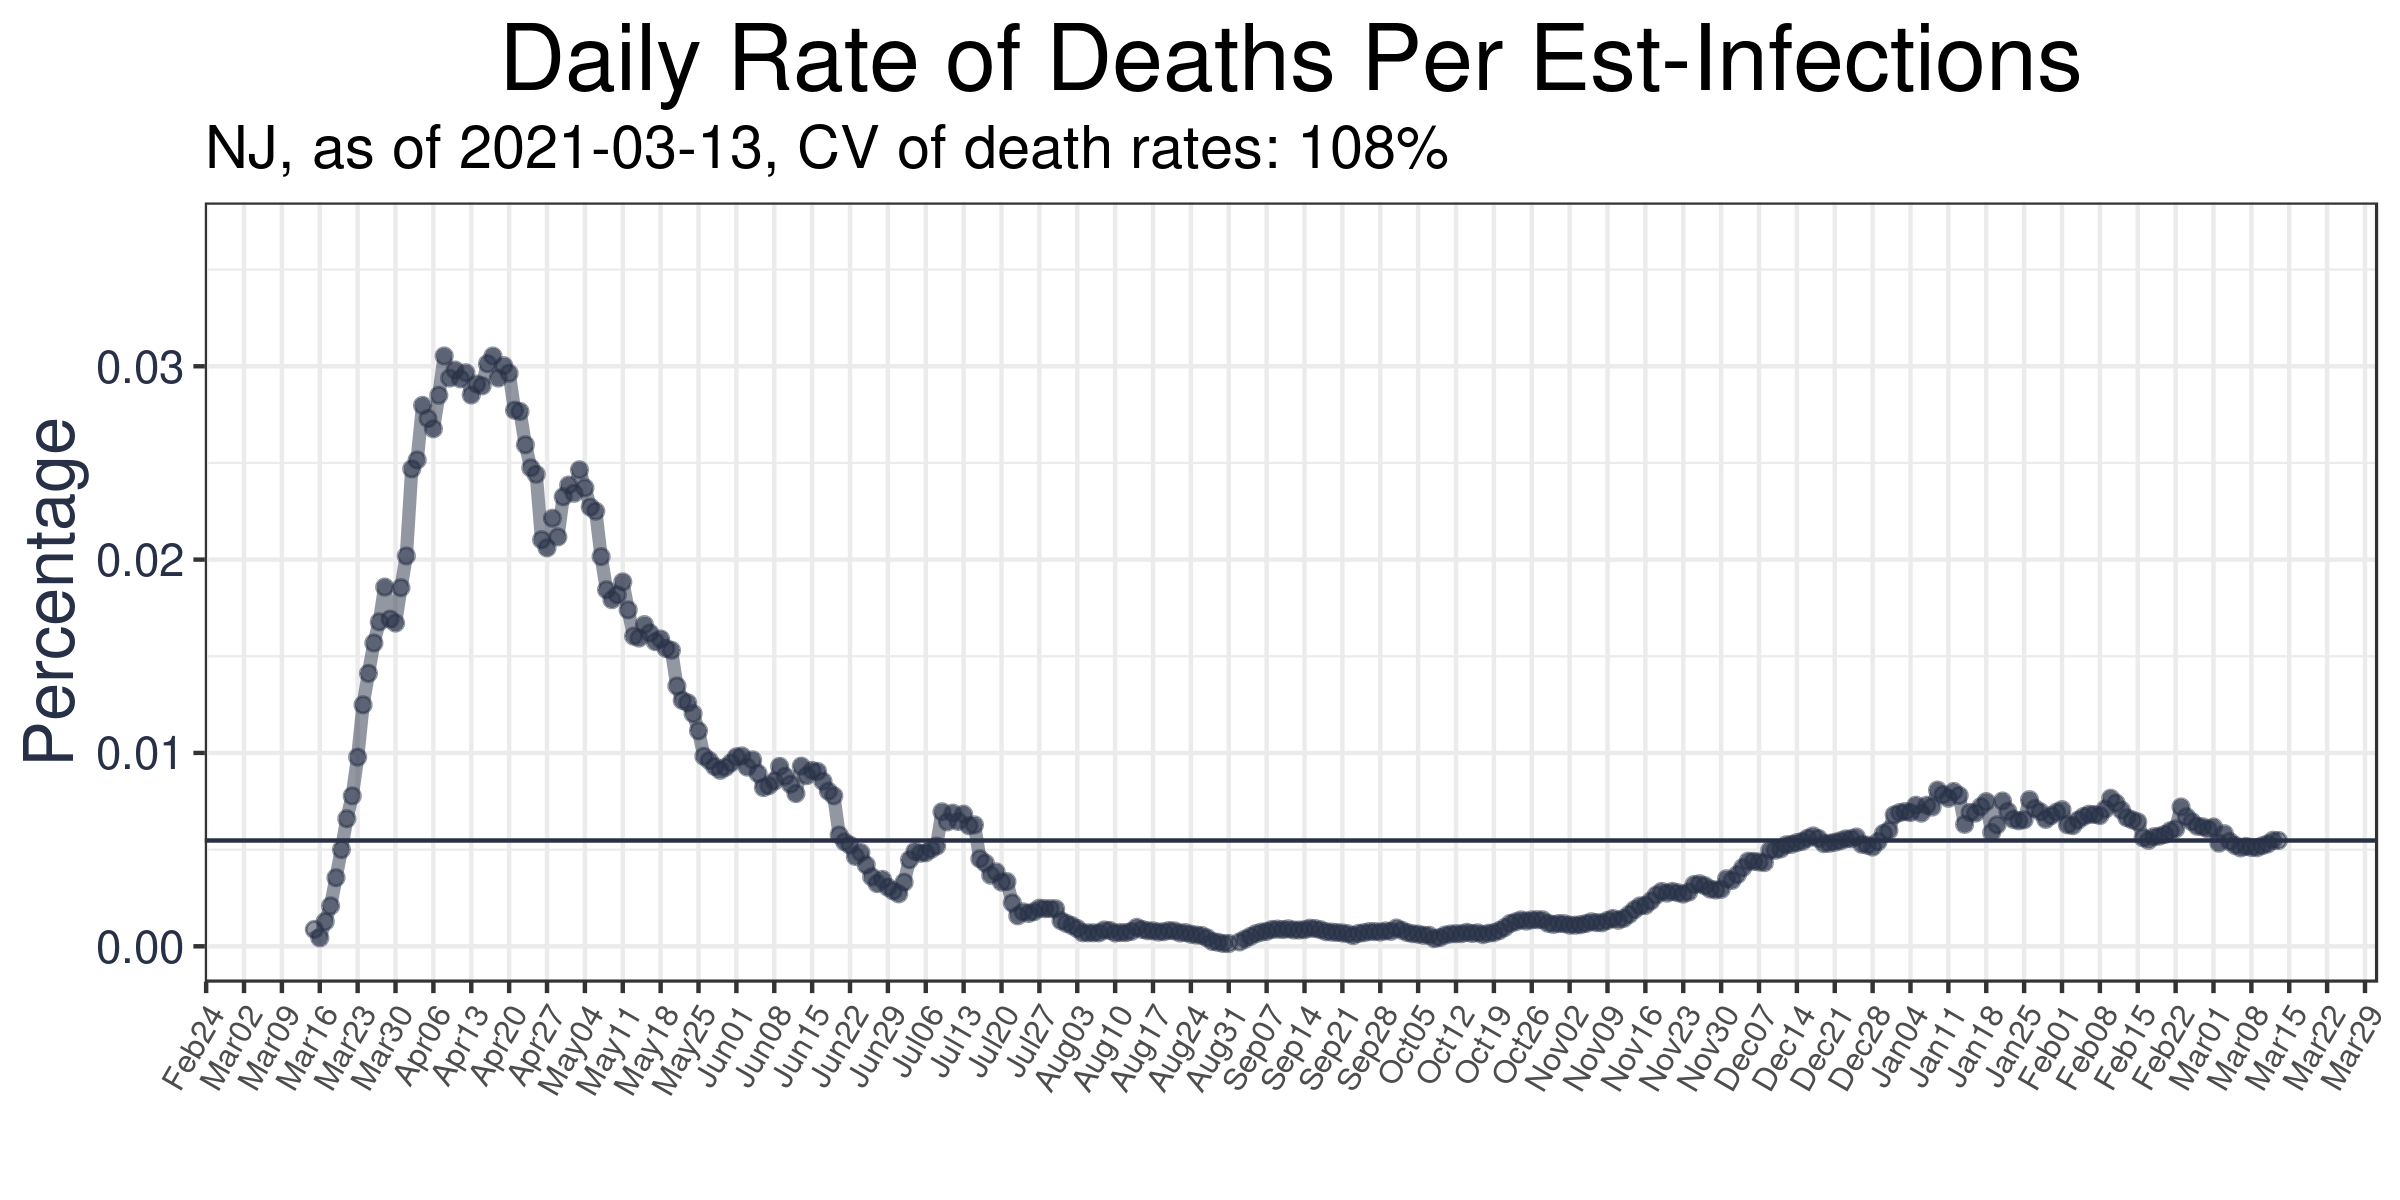 Daily Rate of Deaths Per Est-Infections
NJ, as of 2021-03-13, CV of death rates: 108%
Percentage
0.03
0.02
0.01
0.00
Feb24
Mar02
Mar09
Mar16
Mar23
Mar30
Apr06
Apr13
Apr20
Apr27
May04
May11
May18
May25
Jun01
Jun08
Jun15
Jun22
Jun29
Jul06
Jul13
Jul20
Jul27
Aug03
Aug10
Aug17
Aug24
Aug31
Sep07
Sep14
Sep21
Sep28
Oct05
Oct12
Oct19
Oct26
Nov02
Nov09
Nov16
Nov23
Nov30
Dec07
Dec14
Dec21
Dec28
Jan04
Jan11
Jan18
Jan25
Feb01
Feb08
Feb15
Feb22
Mar01
Mar08
Mar15
Mar22
Mar29